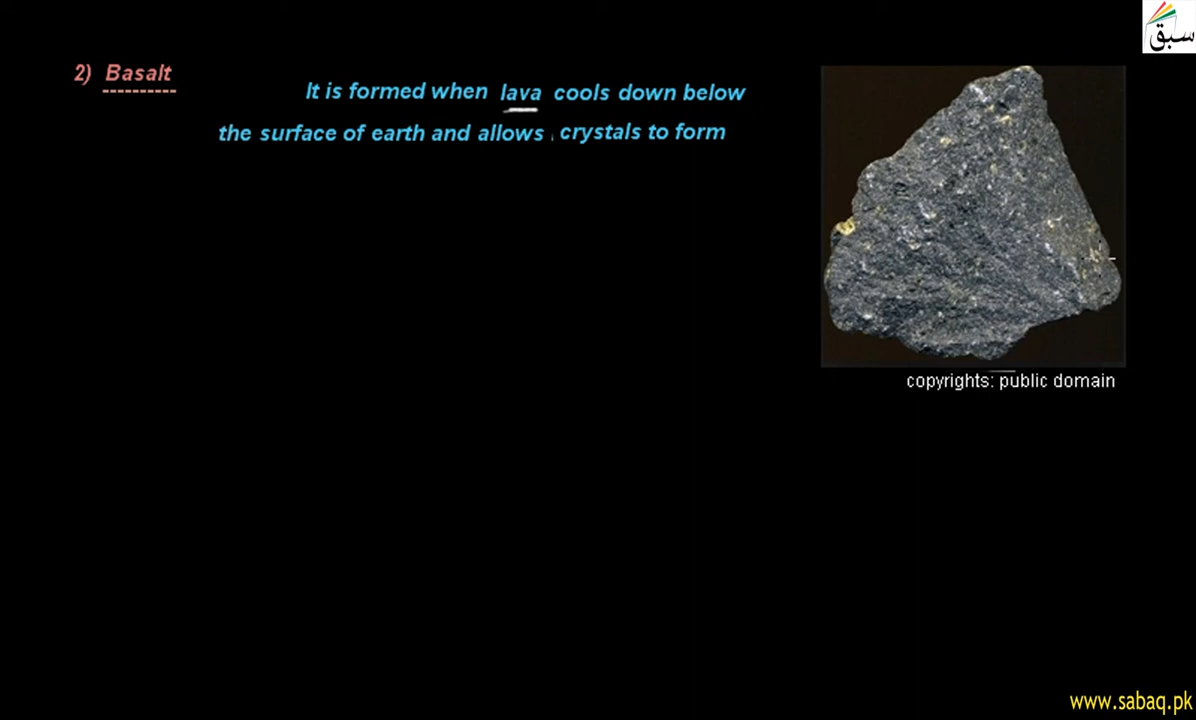 سبق
2) Basalt
It is formed when lava cools down below
the surface of earth and allows crystals to form
copyrights: public domain
www.sabaq.pk